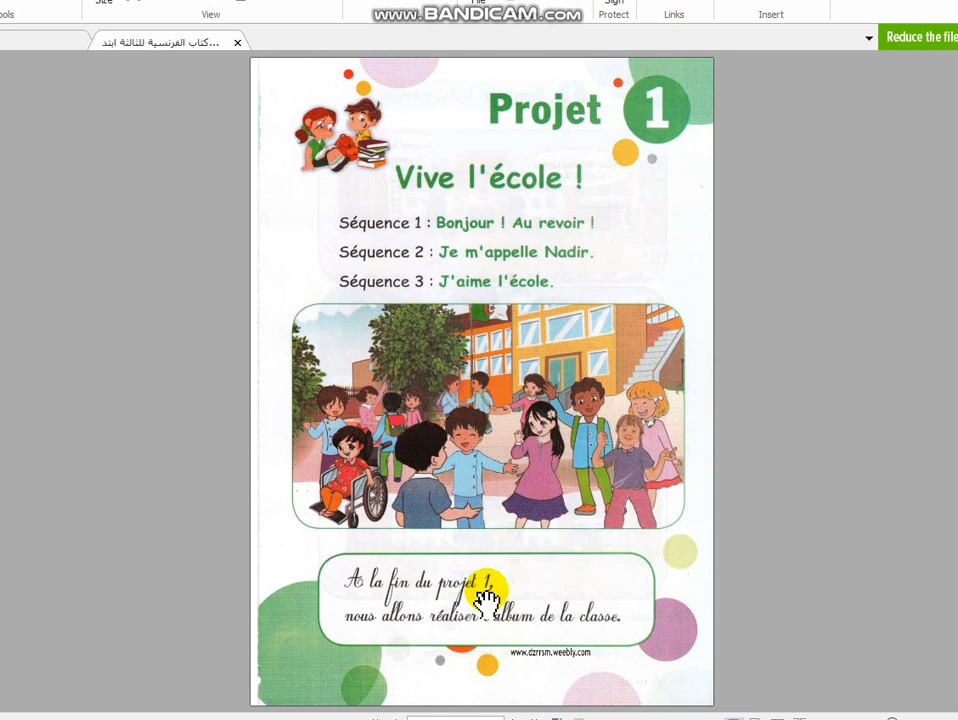 Size
File
Sign
www.BANDICAM.com
View
Protect
Links
Insert
كتاب الفرنسية للثالثة ابتد...
Reduce the file
Projet 1
Vive l'école !
Séquence 1 : Bonjour ! Au revoir !
Séquence 2 : Je m'appelle Nadir.
Séquence 3 : J'aime l'école.
A la fin du projet 1,
nous allons réaliser album de la classe.
www.dzrrsm.weebly.com